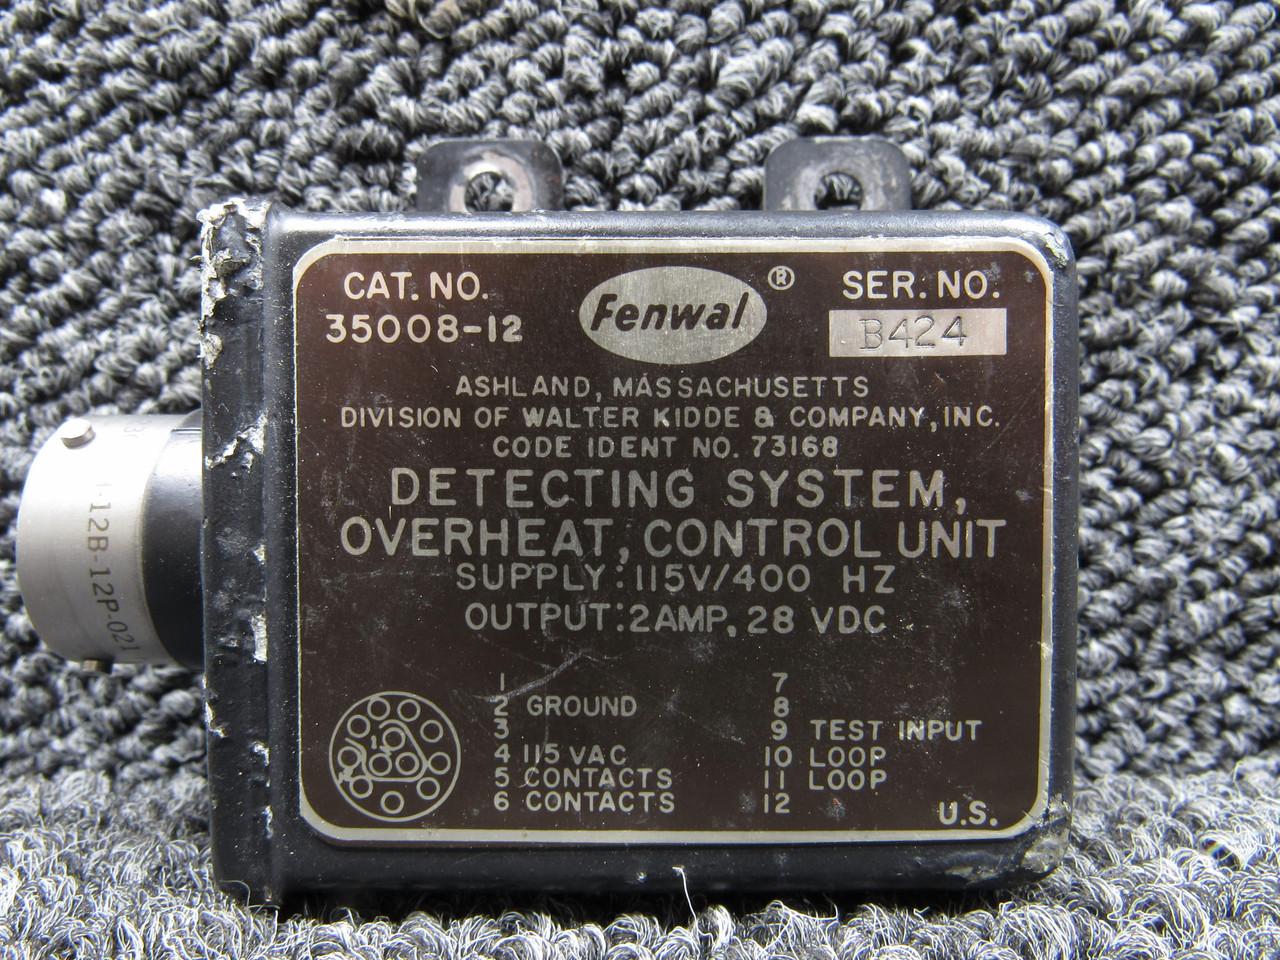 CAT. NO.
35008-12
Fenwal ®
SER. NO.
B424
ASHLAND, MASSACHUSETTS
DIVISION OF WALTER KIDDE & COMPANY, INC.
CODE IDENT NO. 73168
DETECTING SYSTEM,
OVERHEAT, CONTROL UNIT
SUPPLY: 115V/400 HZ
OUTPUT: 2AMP, 28 VDC
1
2 GROUND
3
4 115 VAC
5 CONTACTS
6 CONTACTS
7
8
9 TEST INPUT
10 LOOP
11 LOOP
12
U.S.
-12B-12P-021